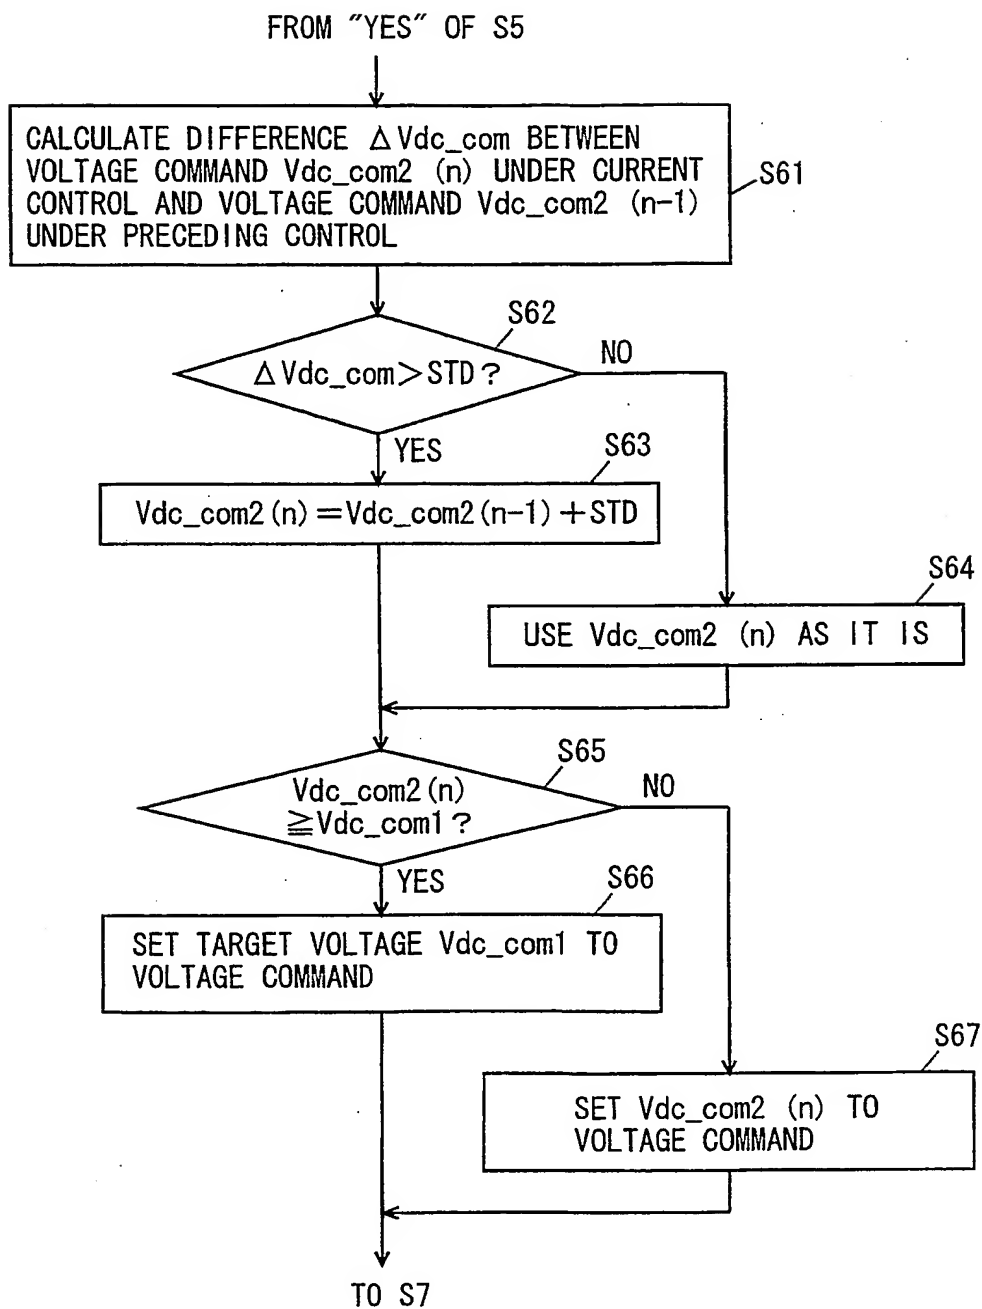 FROM "YES" OF S5
CALCULATE DIFFERENCE ΔVdc_com BETWEEN
VOLTAGE COMMAND Vdc_com2 (n) UNDER CURRENT
CONTROL AND VOLTAGE COMMAND Vdc_com2 (n-1)
UNDER PRECEDING CONTROL
S61
S62
ΔVdc_com>STD?
NO
YES
S63
Vdc_com2(n)=Vdc_com2(n-1)+STD
S64
USE Vdc_com2 (n) AS IT IS
S65
Vdc_com2(n)
≧Vdc_com1?
NO
YES
S66
SET TARGET VOLTAGE Vdc_com1 TO
VOLTAGE COMMAND
S67
SET Vdc_com2 (n) TO
VOLTAGE COMMAND
TO S7